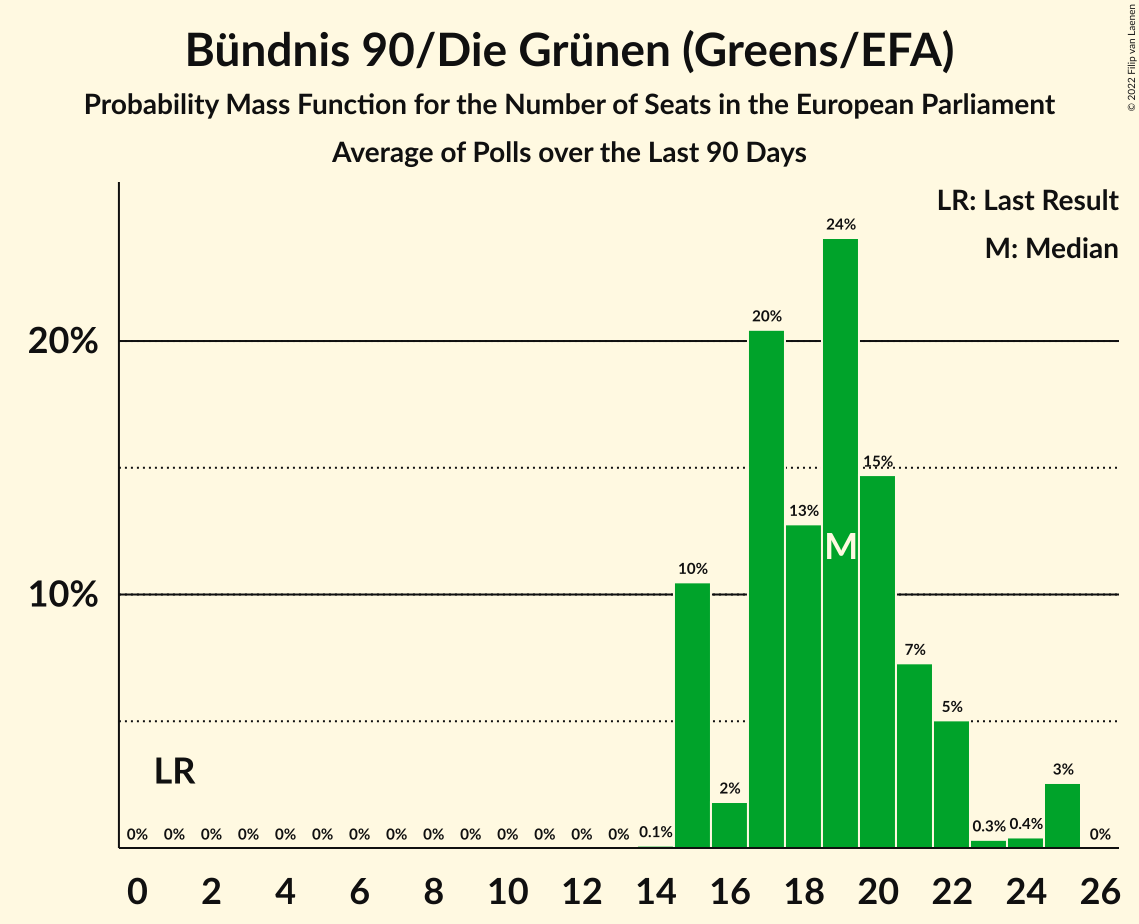 Bündnis 90/Die Grünen (Greens/EFA)
Probability Mass Function for the Number of Seats in the European Parliament
Average of Polls over the Last 90 Days
© 2022 Filip van Laenen
LR: Last Result
M: Median
24%
20%
20%
15%
13%
M
10%
10%
7%
5%
LR
3%
2%
0% 0% 0% 0% 0% 0% 0% 0% 0% 0% 0% 0% 0% 0% 0.1% 0.3% 0.4% 0%
0 2 4 6 8 10 12 14 16 18 20 22 24 26